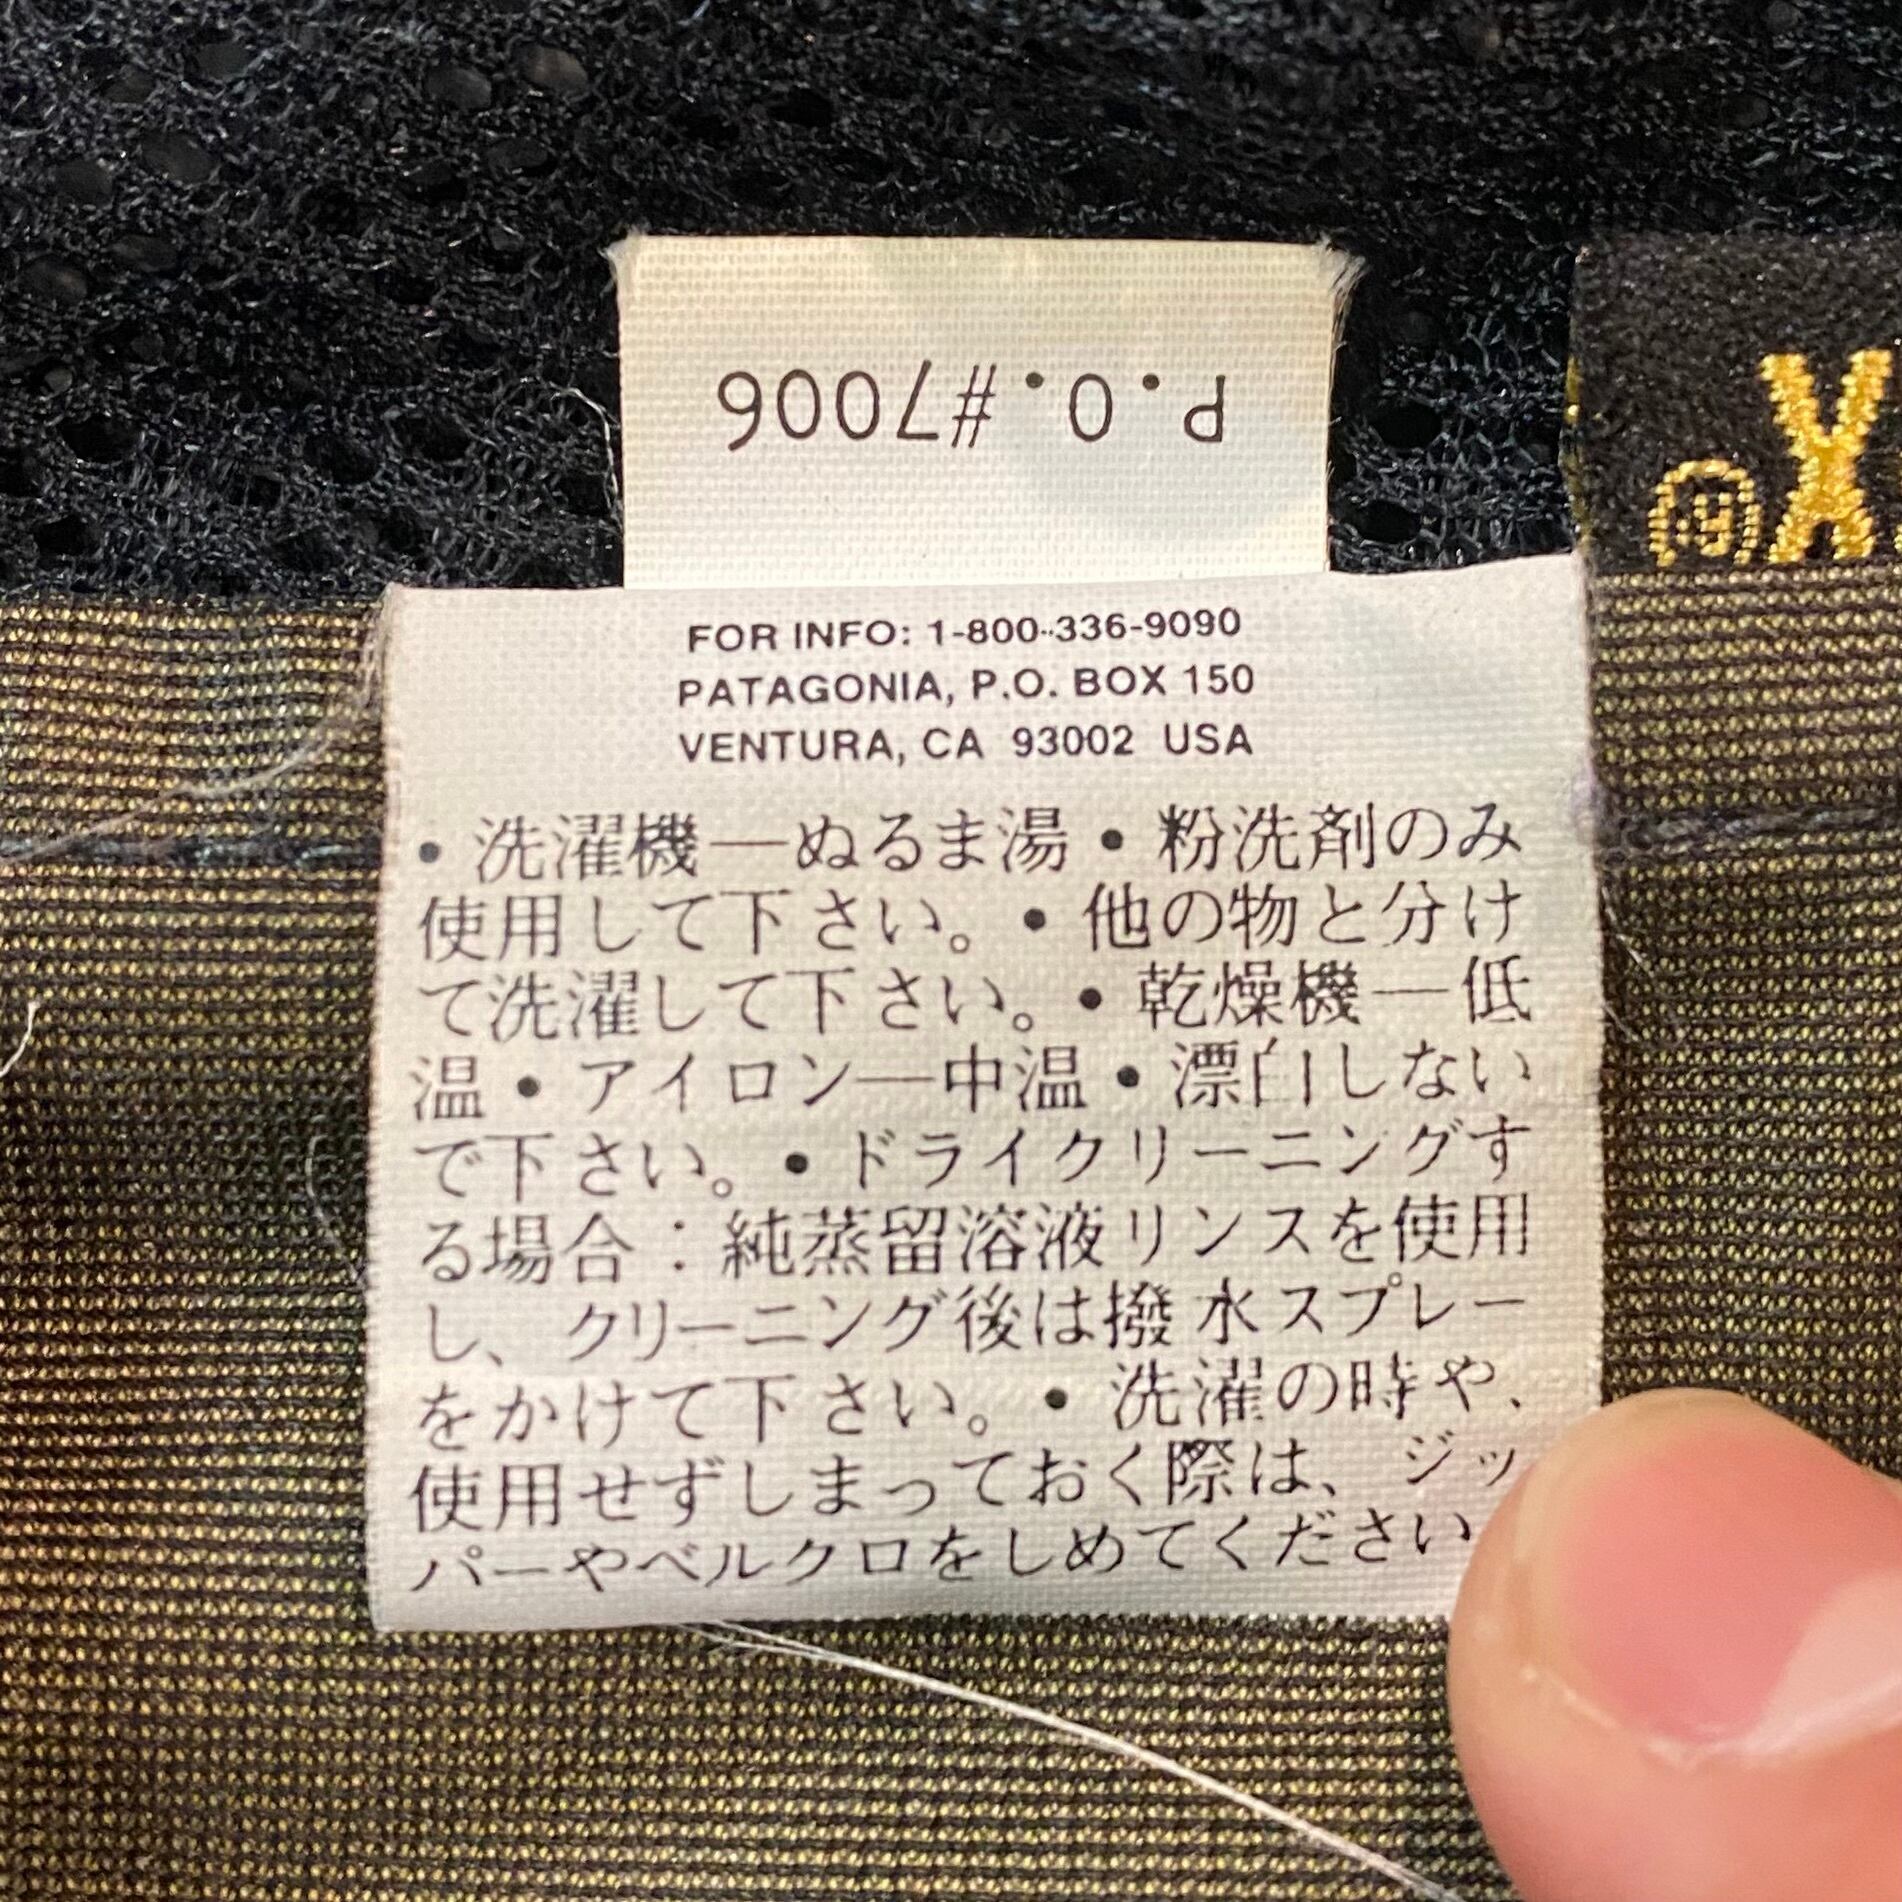 P.O.#7006
FOR INFO: 1-800-336-9090
PATAGONIA, P.O. BOX 150
VENTURA, CA 93002 USA
• 洗濯機—ぬるま湯 • 粉洗剤のみ
使用して下さい。• 他の物と分け
て洗濯して下さい。• 乾燥機—低
温 • アイロン—中温 • 漂白しない
で下さい。• ドライクリーニングす
る場合：純蒸留溶液リンスを使用
し、クリーニング後は撥水スプレー
をかけて下さい。• 洗濯の時や、
使用せずしまっておく際は、ジッ
パーやベルクロをしめてください